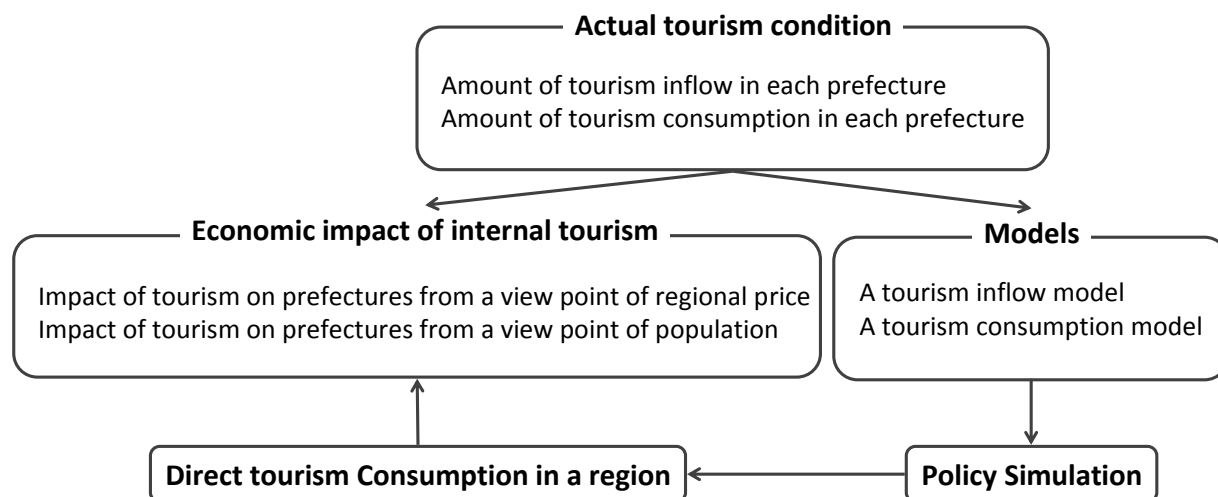 Actual tourism condition
Amount of tourism inflow in each prefecture
Amount of tourism consumption in each prefecture
Economic impact of internal tourism
Impact of tourism on prefectures from a view point of regional price
Impact of tourism on prefectures from a view point of population
Models
A tourism inflow model
A tourism consumption model
Direct tourism Consumption in a region
Policy Simulation